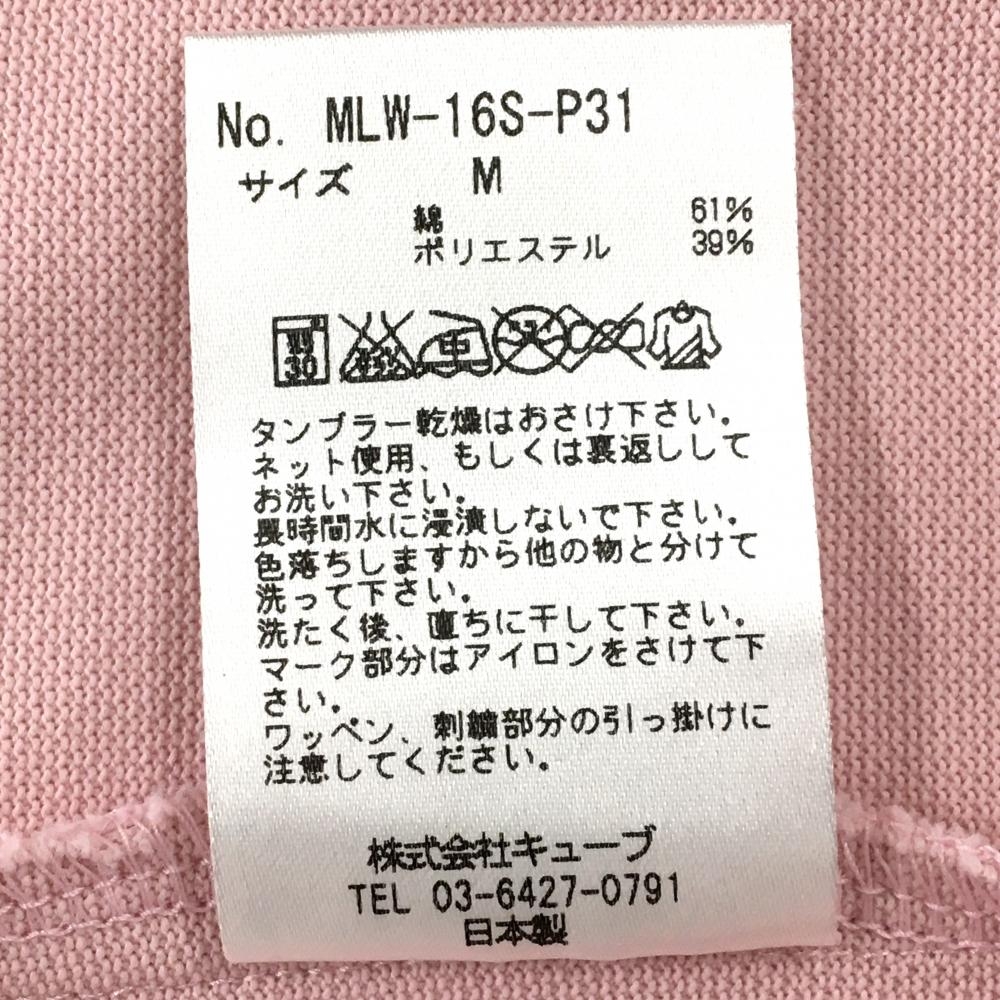 No. MLW-16S-P31
サイズ M
綿 61%
ポリエステル 39%
30 中
タンブラー乾燥はおさけ下さい。
ネット使用、もしくは裏返しして
お洗い下さい。
長時間水に浸漬しないで下さい。
色落ちしますから他の物と分けて
洗って下さい。
洗たく後、直ちに干して下さい。
マーク部分はアイロンをさけて下
さい。
ワッペン、刺繍部分の引っ掛けに
注意してください。
株式会社キューブ
TEL 03-6427-0791
日本製